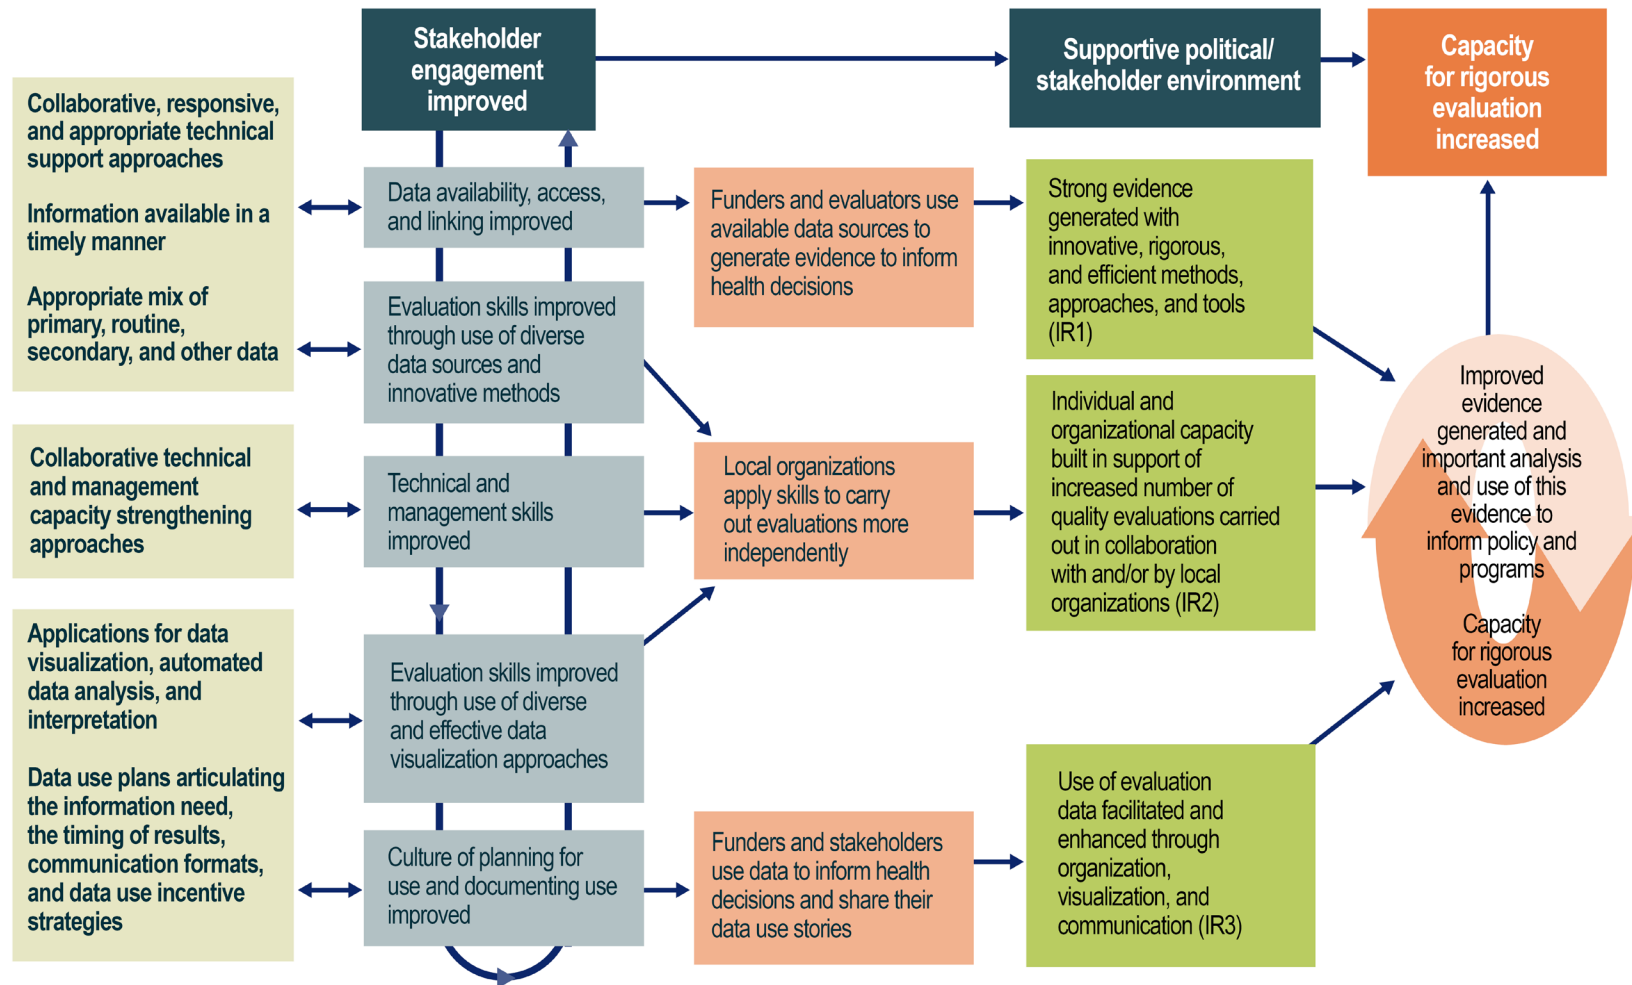 Stakeholder
engagement
improved
Supportive political/
stakeholder environment
Capacity
for rigorous
evaluation
increased
Collaborative, responsive,
and appropriate technical
support approaches
Information available in a
timely manner
Appropriate mix of
primary, routine,
secondary, and other data
Collaborative technical
and management
capacity strengthening
approaches
Applications for data
visualization, automated
data analysis, and
interpretation
Data use plans articulating
the information need,
the timing of results,
communication formats,
and data use incentive
strategies
Data availability, access,
and linking improved
Evaluation skills improved
through use of diverse
data sources and
innovative methods
Technical and
management skills
improved
Evaluation skills improved
through use of diverse
and effective data
visualization approaches
Culture of planning for
use and documenting use
improved
Funders and evaluators use
available data sources to
generate evidence to inform
health decisions
Local organizations
apply skills to carry
out evaluations more
independently
Funders and stakeholders
use data to inform health
decisions and share their
data use stories
Strong evidence
generated with
innovative, rigorous,
and efficient methods,
approaches, and tools
(IR1)
Individual and
organizational capacity
built in support of
increased number of
quality evaluations carried
out in collaboration
with and/or by local
organizations (IR2)
Use of evaluation
data facilitated and
enhanced through
organization,
visualization, and
communication (IR3)
Improved
evidence
generated and
important analysis
and use of this
evidence to
inform policy and
programs
Capacity
for rigorous
evaluation
increased